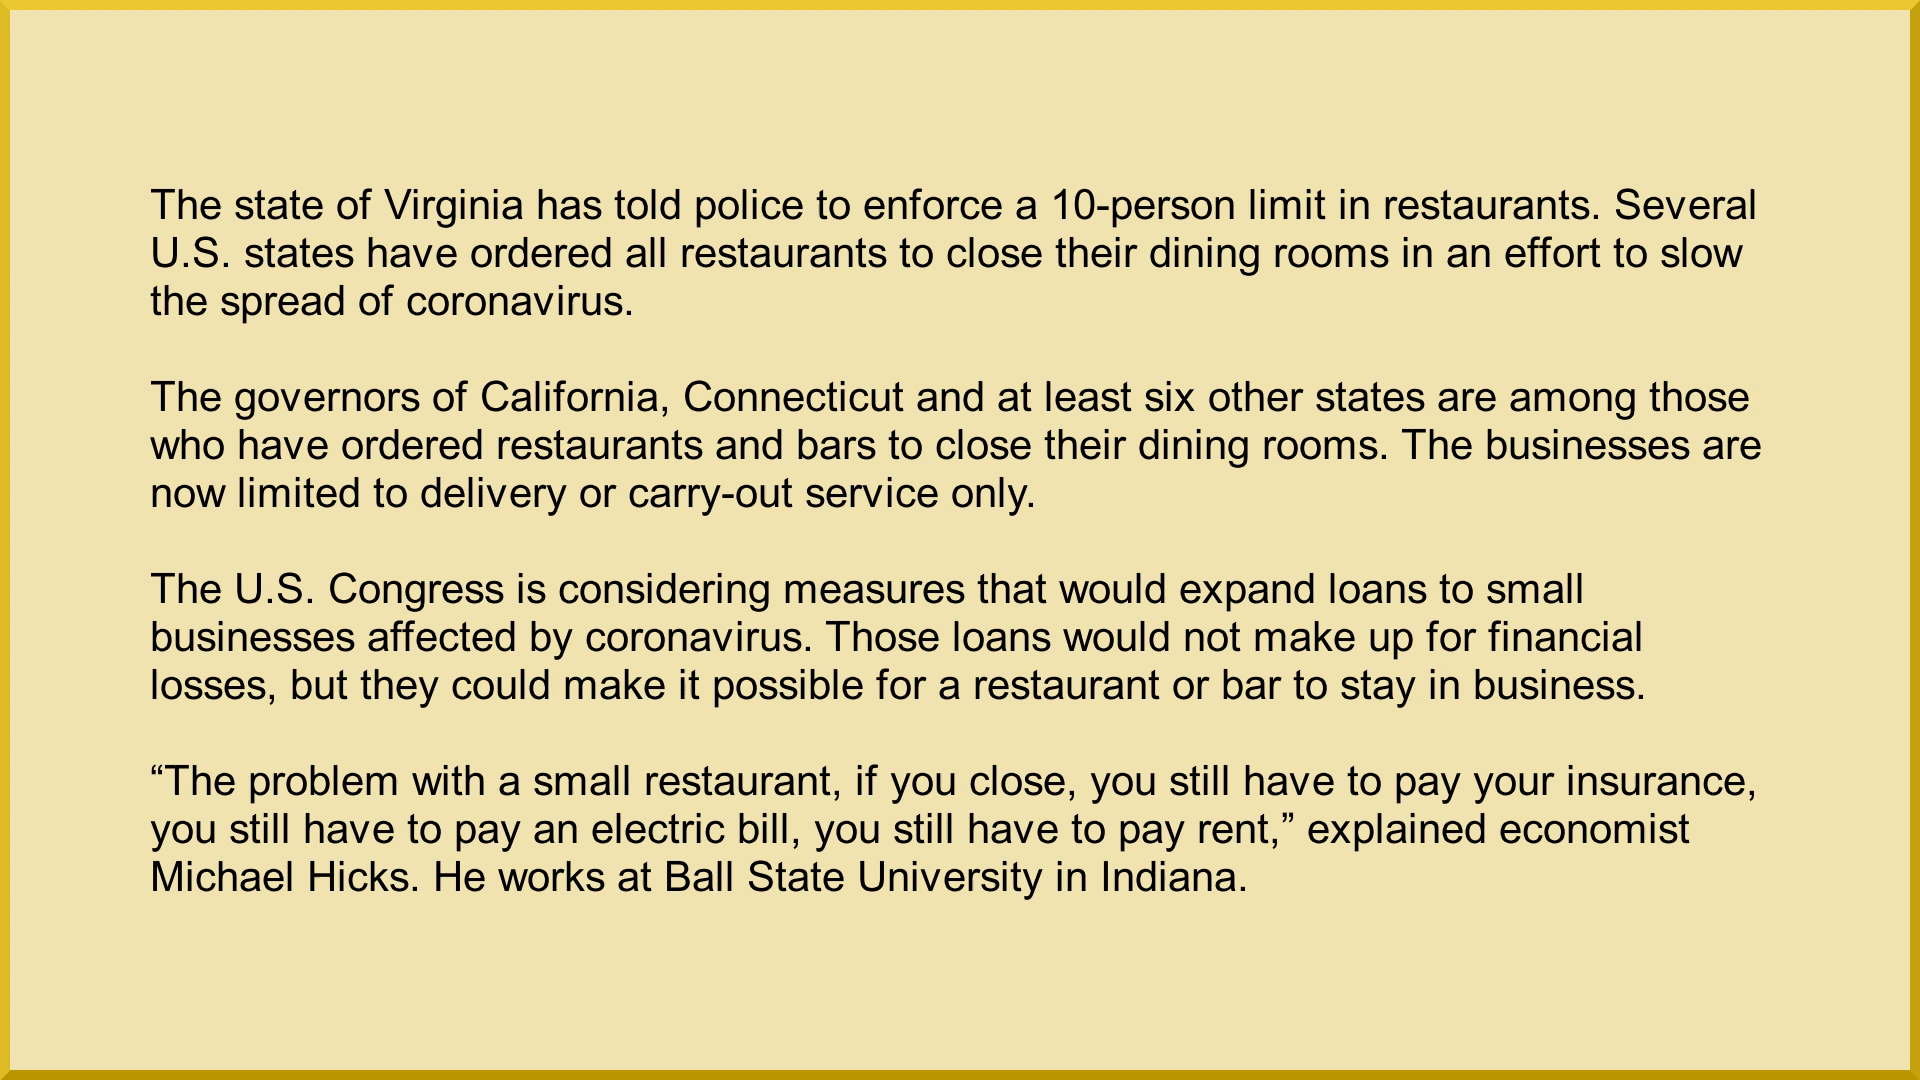 The state of Virginia has told police to enforce a 10-person limit in restaurants. Several
U.S. states have ordered all restaurants to close their dining rooms in an effort to slow
the spread of coronavirus.
The governors of California, Connecticut and at least six other states are among those
who have ordered restaurants and bars to close their dining rooms. The businesses are
now limited to delivery or carry-out service only.
The U.S. Congress is considering measures that would expand loans to small
businesses affected by coronavirus. Those loans would not make up for financial
losses, but they could make it possible for a restaurant or bar to stay in business.
“The problem with a small restaurant, if you close, you still have to pay your insurance,
you still have to pay an electric bill, you still have to pay rent,” explained economist
Michael Hicks. He works at Ball State University in Indiana.